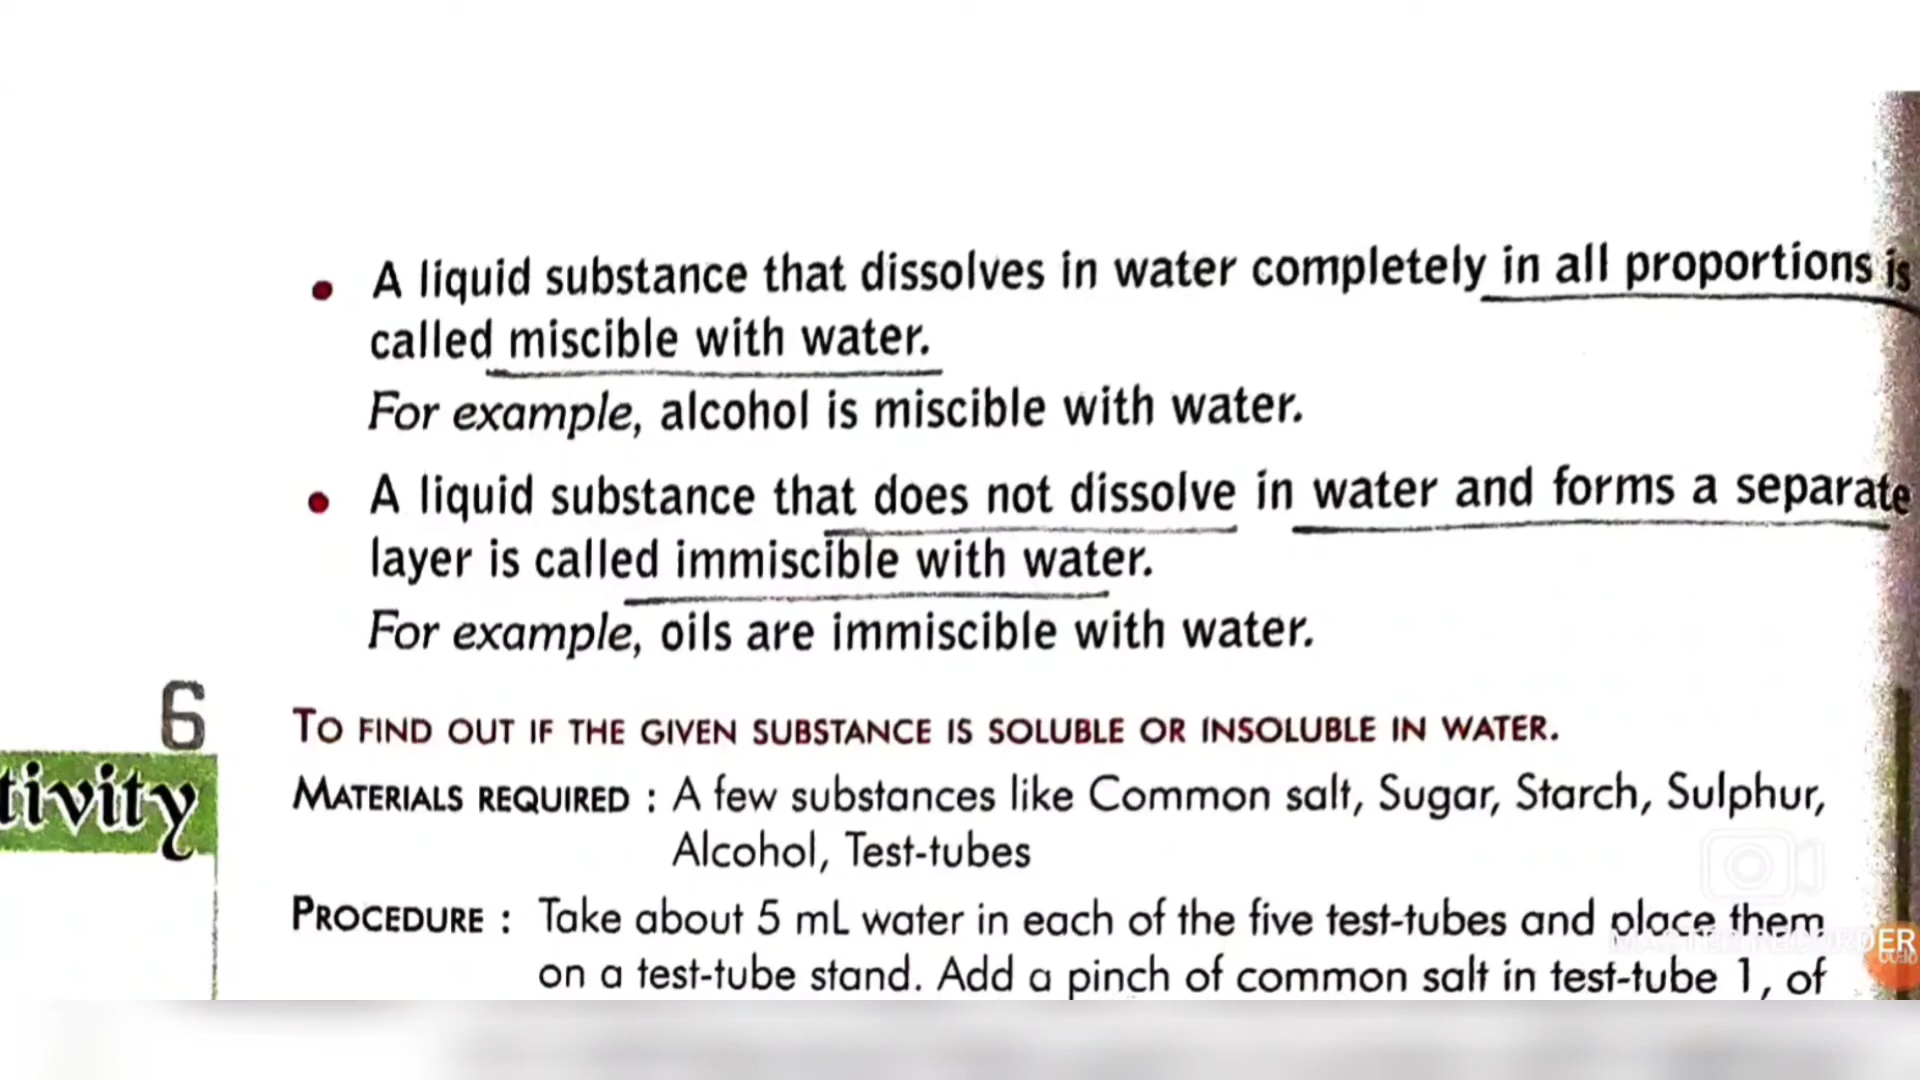 • A liquid substance that dissolves in water completely in all proportions is
called miscible with water.
For example, alcohol is miscible with water.
• A liquid substance that does not dissolve in water and forms a separate
layer is called immiscible with water.
For example, oils are immiscible with water.
6
tivity
TO FIND OUT IF THE GIVEN SUBSTANCE IS SOLUBLE OR INSOLUBLE IN WATER.
MATERIALS REQUIRED : A few substances like Common salt, Sugar, Starch, Sulphur,
Alcohol, Test-tubes
PROCEDURE : Take about 5 mL water in each of the five test-tubes and place them
on a test-tube stand. Add a pinch of common salt in test-tube 1, of
MASTER RECORDER